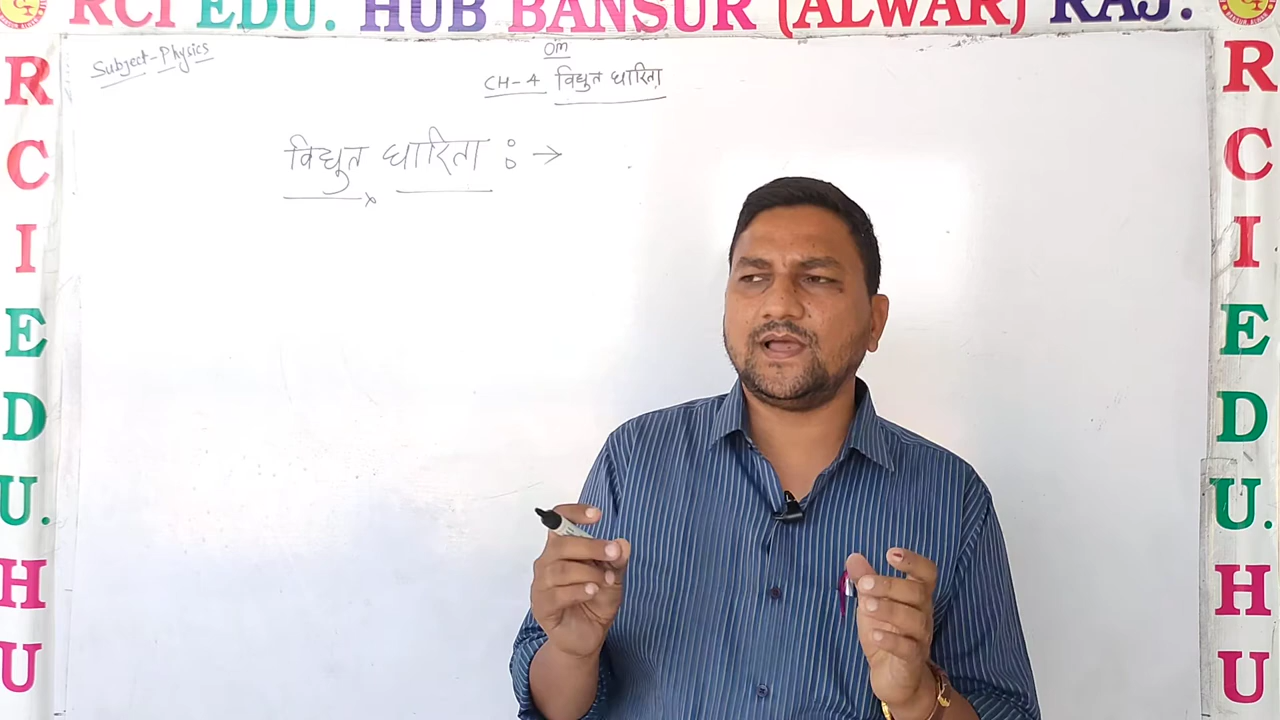 RCI EDU. HUB BANSUR (ALWAR) RAJ.
Subject-Physics
OM
CH-4 विद्युत धारिता
विद्युत धारिता :→
R
C
I
E
D
U.
H
U
R
C
I
E
D
U.
H
U